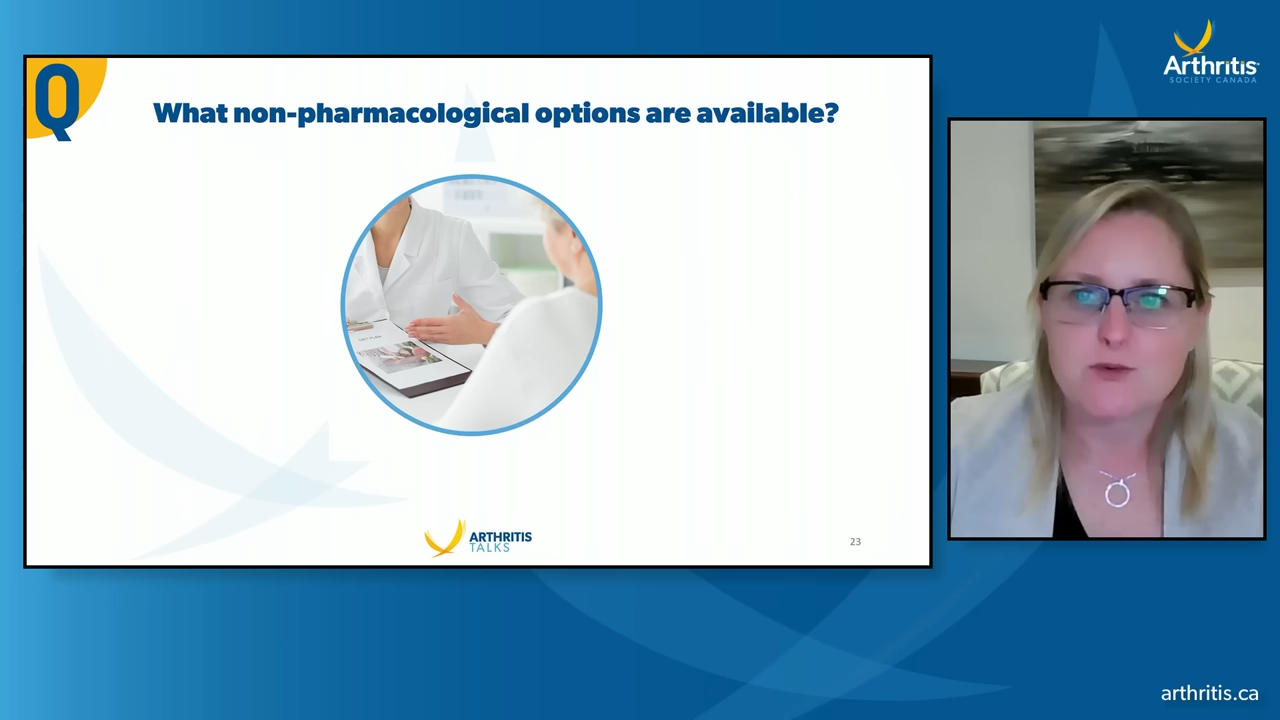 Q
What non-pharmacological options are available?
ARTHRITIS
TALKS
23
Arthritis
SOCIETY CANADA
arthritis.ca